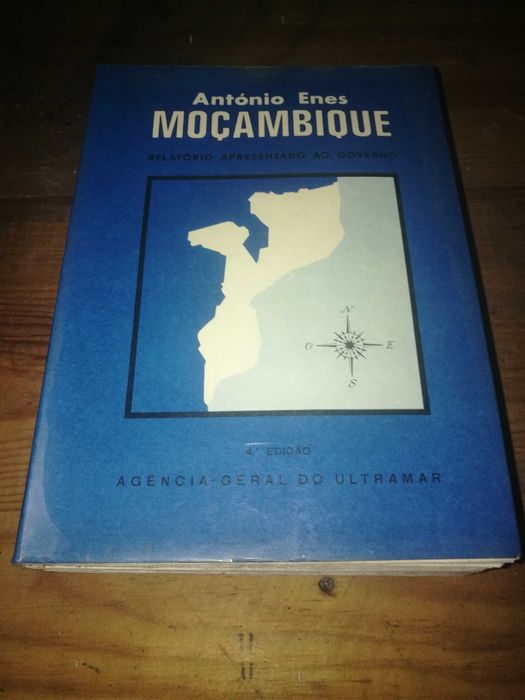 António Enes
MOÇAMBIQUE
RELATÓRIO APRESENTADO AO GOVERNO
N
O E
S
4.ª EDIÇÃO
AGÊNCIA-GERAL DO ULTRAMAR